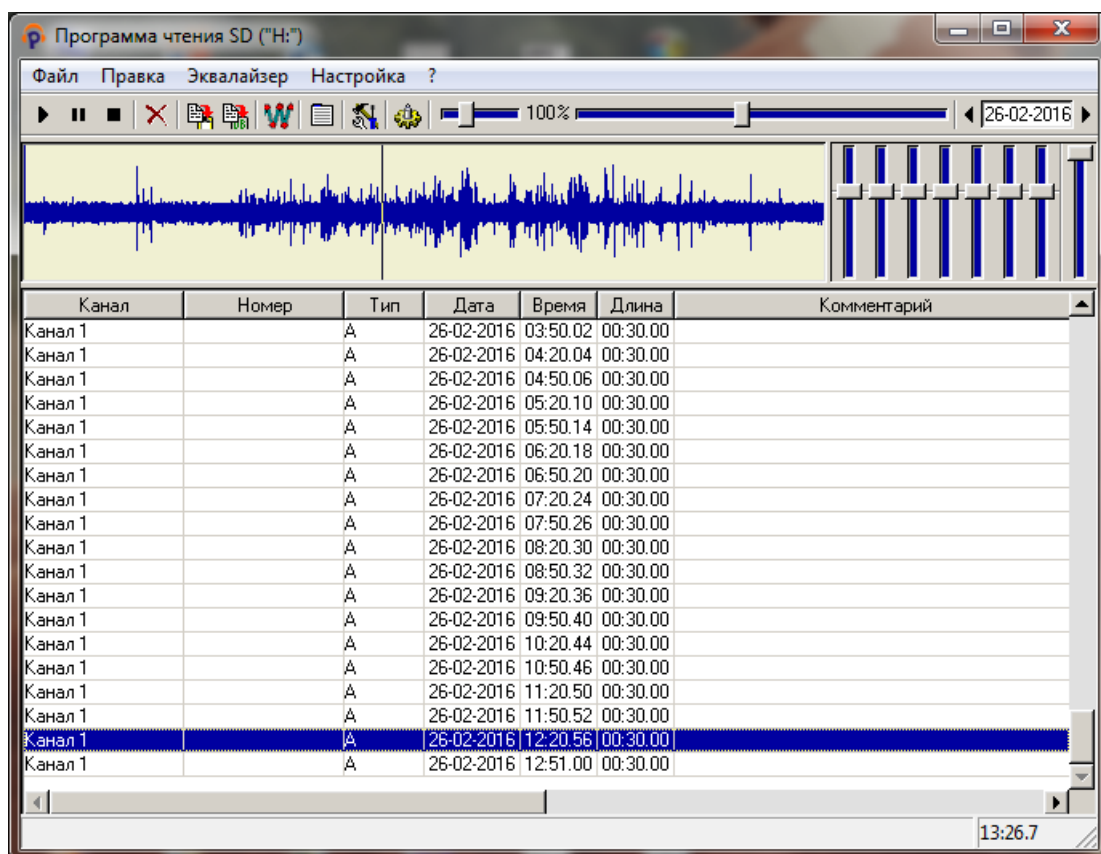 Программа чтения SD ("H:")
Файл Правка Эквалайзер Настройка ?
100% 26-02-2016
Канал Номер Тип Дата Время Длина Комментарий
Канал 1 A 26-02-2016 03:50.02 00:30.00
Канал 1 A 26-02-2016 04:20.04 00:30.00
Канал 1 A 26-02-2016 04:50.06 00:30.00
Канал 1 A 26-02-2016 05:20.10 00:30.00
Канал 1 A 26-02-2016 05:50.14 00:30.00
Канал 1 A 26-02-2016 06:20.18 00:30.00
Канал 1 A 26-02-2016 06:50.20 00:30.00
Канал 1 A 26-02-2016 07:20.24 00:30.00
Канал 1 A 26-02-2016 07:50.26 00:30.00
Канал 1 A 26-02-2016 08:20.30 00:30.00
Канал 1 A 26-02-2016 08:50.32 00:30.00
Канал 1 A 26-02-2016 09:20.36 00:30.00
Канал 1 A 26-02-2016 09:50.40 00:30.00
Канал 1 A 26-02-2016 10:20.44 00:30.00
Канал 1 A 26-02-2016 10:50.46 00:30.00
Канал 1 A 26-02-2016 11:20.50 00:30.00
Канал 1 A 26-02-2016 11:50.52 00:30.00
Канал 1 A 26-02-2016 12:20.56 00:30.00
Канал 1 A 26-02-2016 12:51.00 00:30.00
13:26.7